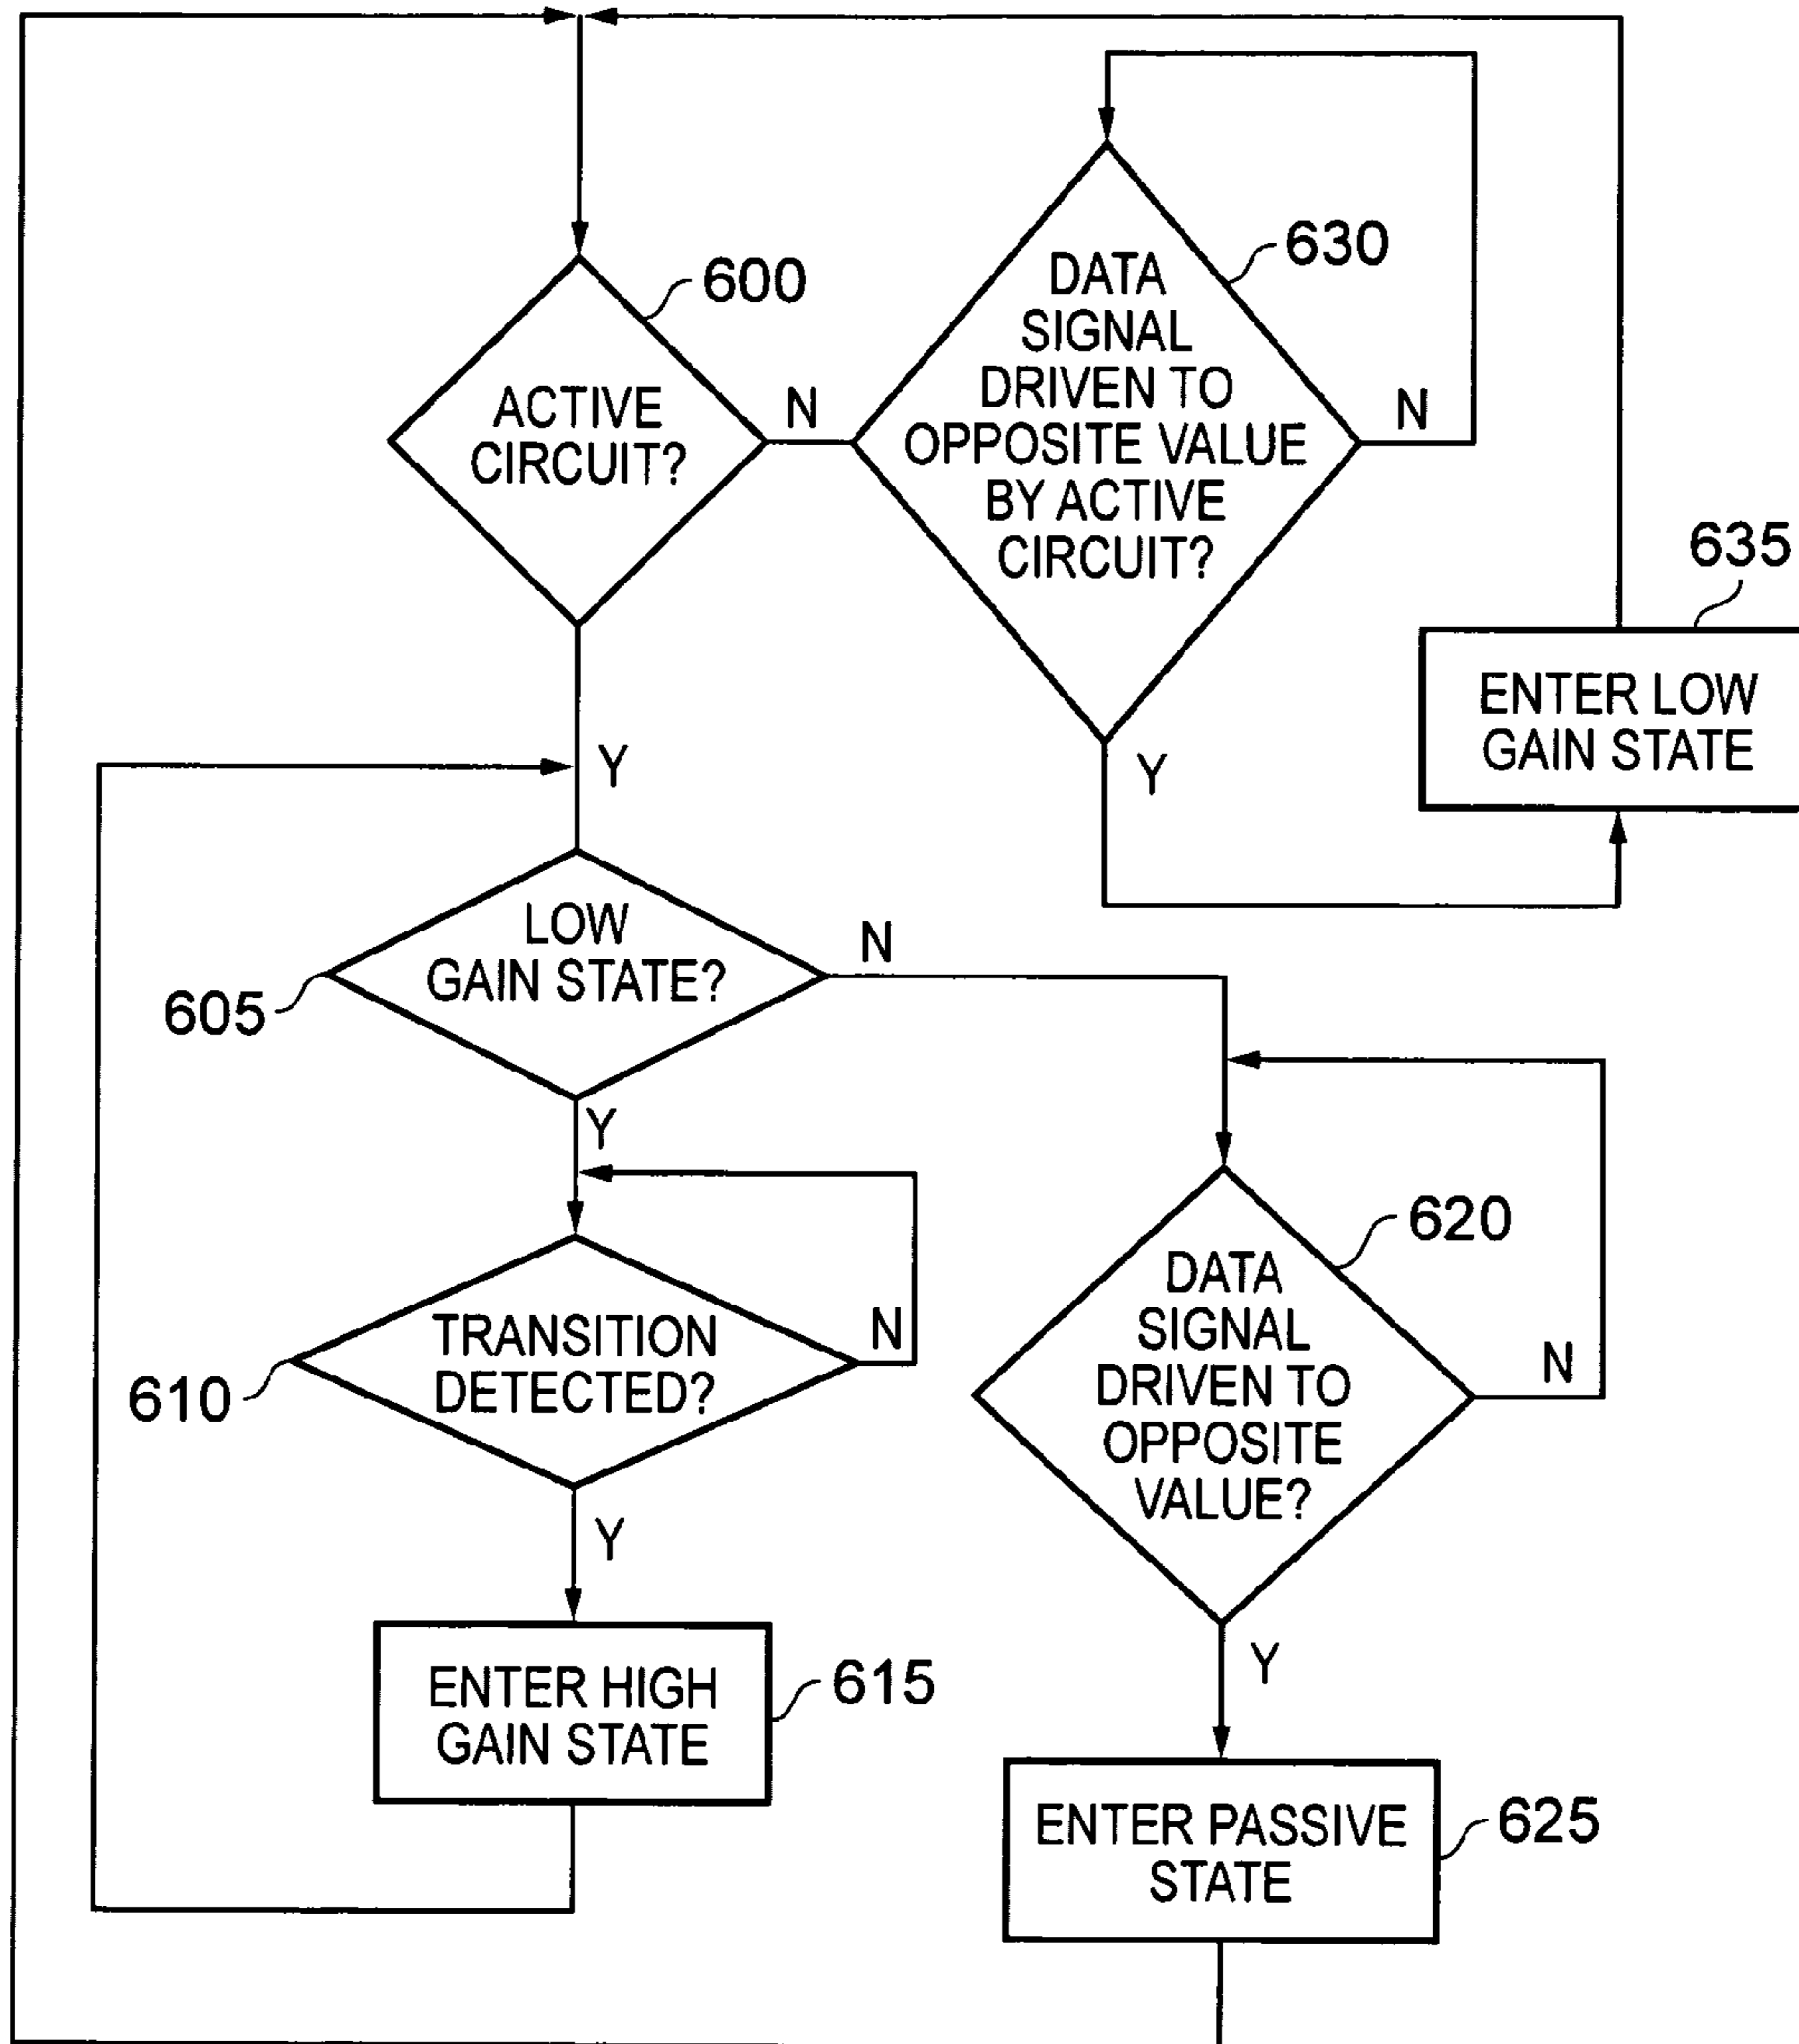 600
ACTIVE
CIRCUIT?
N
Y
630
DATA
SIGNAL
DRIVEN TO
OPPOSITE VALUE
BY ACTIVE
CIRCUIT?
N
Y
635
ENTER LOW
GAIN STATE
605
LOW
GAIN STATE?
N
Y
610
TRANSITION
DETECTED?
N
Y
615
ENTER HIGH
GAIN STATE
620
DATA
SIGNAL
DRIVEN TO
OPPOSITE
VALUE?
N
Y
625
ENTER PASSIVE
STATE